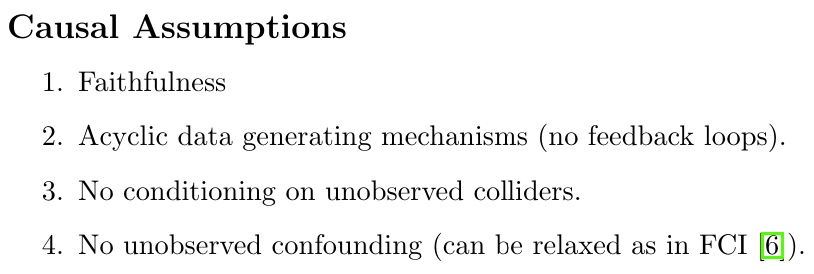 Causal Assumptions
1. Faithfulness
2. Acyclic data generating mechanisms (no feedback loops).
3. No conditioning on unobserved colliders.
4. No unobserved confounding (can be relaxed as in FCI [6]).